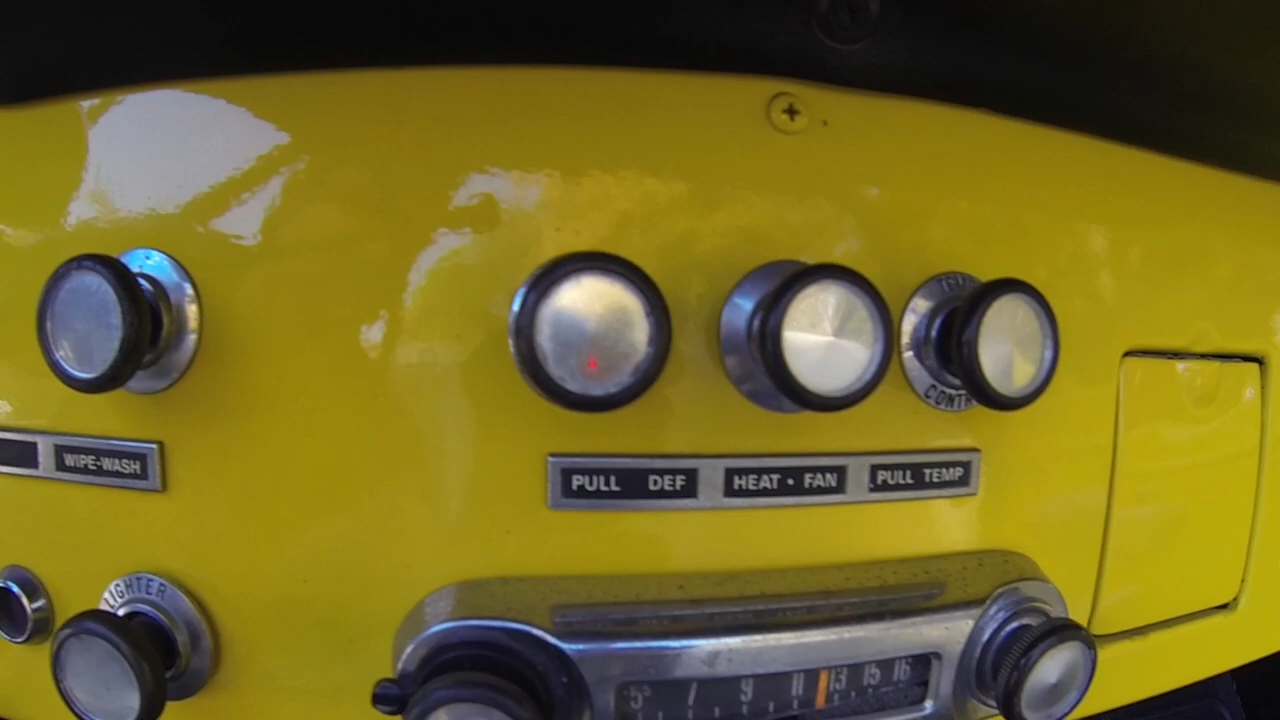 CONTR
WIPE-WASH
PULL DEF
HEAT • FAN
PULL TEMP
LIGHTER
5 7 9 11 13 15 16